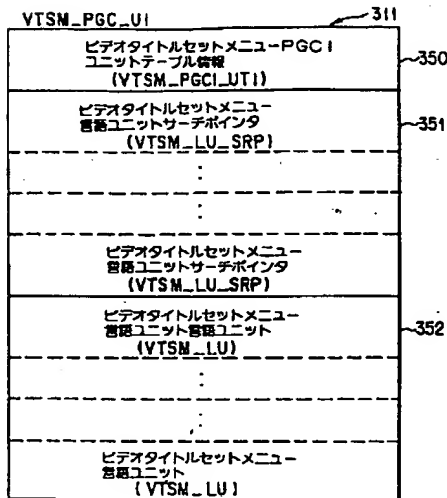 VTSM_PGC_UT
311
ビデオタイトルセットメニューPGCI
ユニットテーブル情報
(VTSM_PGCI_UTI)
350
ビデオタイトルセットメニュー
言語ユニットサーチポインタ
(VTSM_LU_SRP)
351
ビデオタイトルセットメニュー
言語ユニットサーチポインタ
(VTSM_LU_SRP)
ビデオタイトルセットメニュー
言語ユニット言語ユニット
(VTSM_LU)
352
ビデオタイトルセットメニュー
言語ユニット
(VTSM_LU)